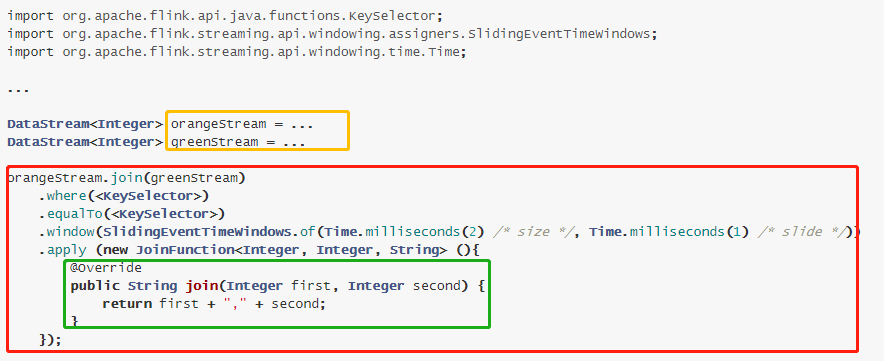 import org.apache.flink.api.java.functions.KeySelector;
import org.apache.flink.streaming.api.windowing.assigners.SlidingEventTimeWindows;
import org.apache.flink.streaming.api.windowing.time.Time;
...
DataStream<Integer> orangeStream = ...
DataStream<Integer> greenStream = ...
orangeStream.join(greenStream)
    .where(<KeySelector>)
    .equalTo(<KeySelector>)
    .window(SlidingEventTimeWindows.of(Time.milliseconds(2) /* size */, Time.milliseconds(1) /* slide */))
    .apply (new JoinFunction<Integer, Integer, String> (){
        @Override
        public String join(Integer first, Integer second) {
            return first + "," + second;
        }
    });